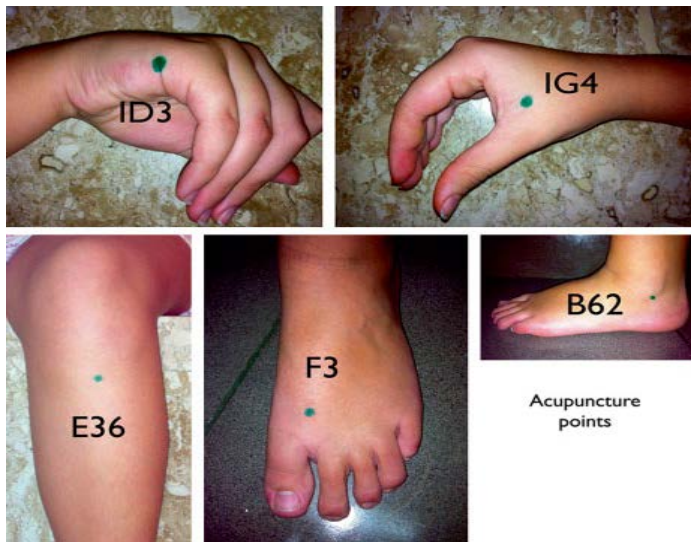 ID3
IG4
E36
F3
B62
Acupuncture
points